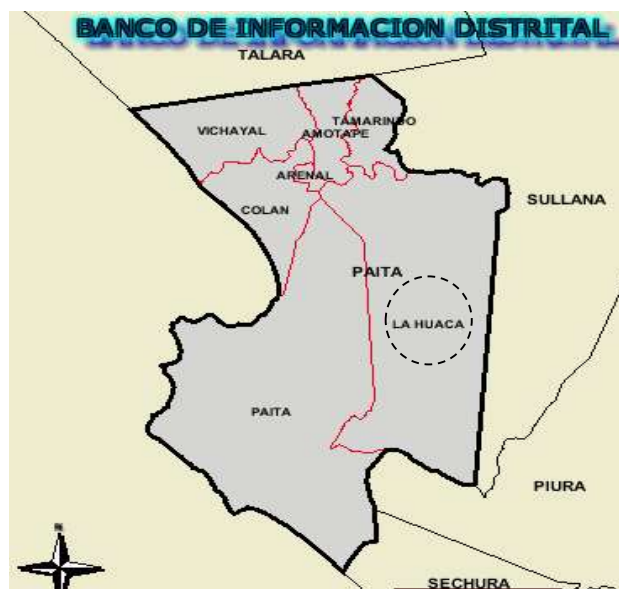 BANCO DE INFORMACION DISTRITAL
TALARA
TAMARINDO
VICHAYAL
AMOTAPE
ARENAL
SULLANA
COLAN
PAITA
LA HUACA
PAITA
PIURA
N
SECHURA